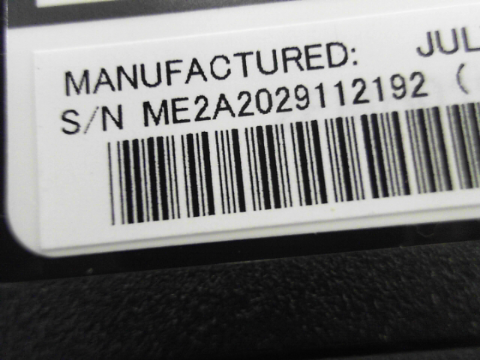 MANUFACTURED: JUL
S/N ME2A2029112192 (